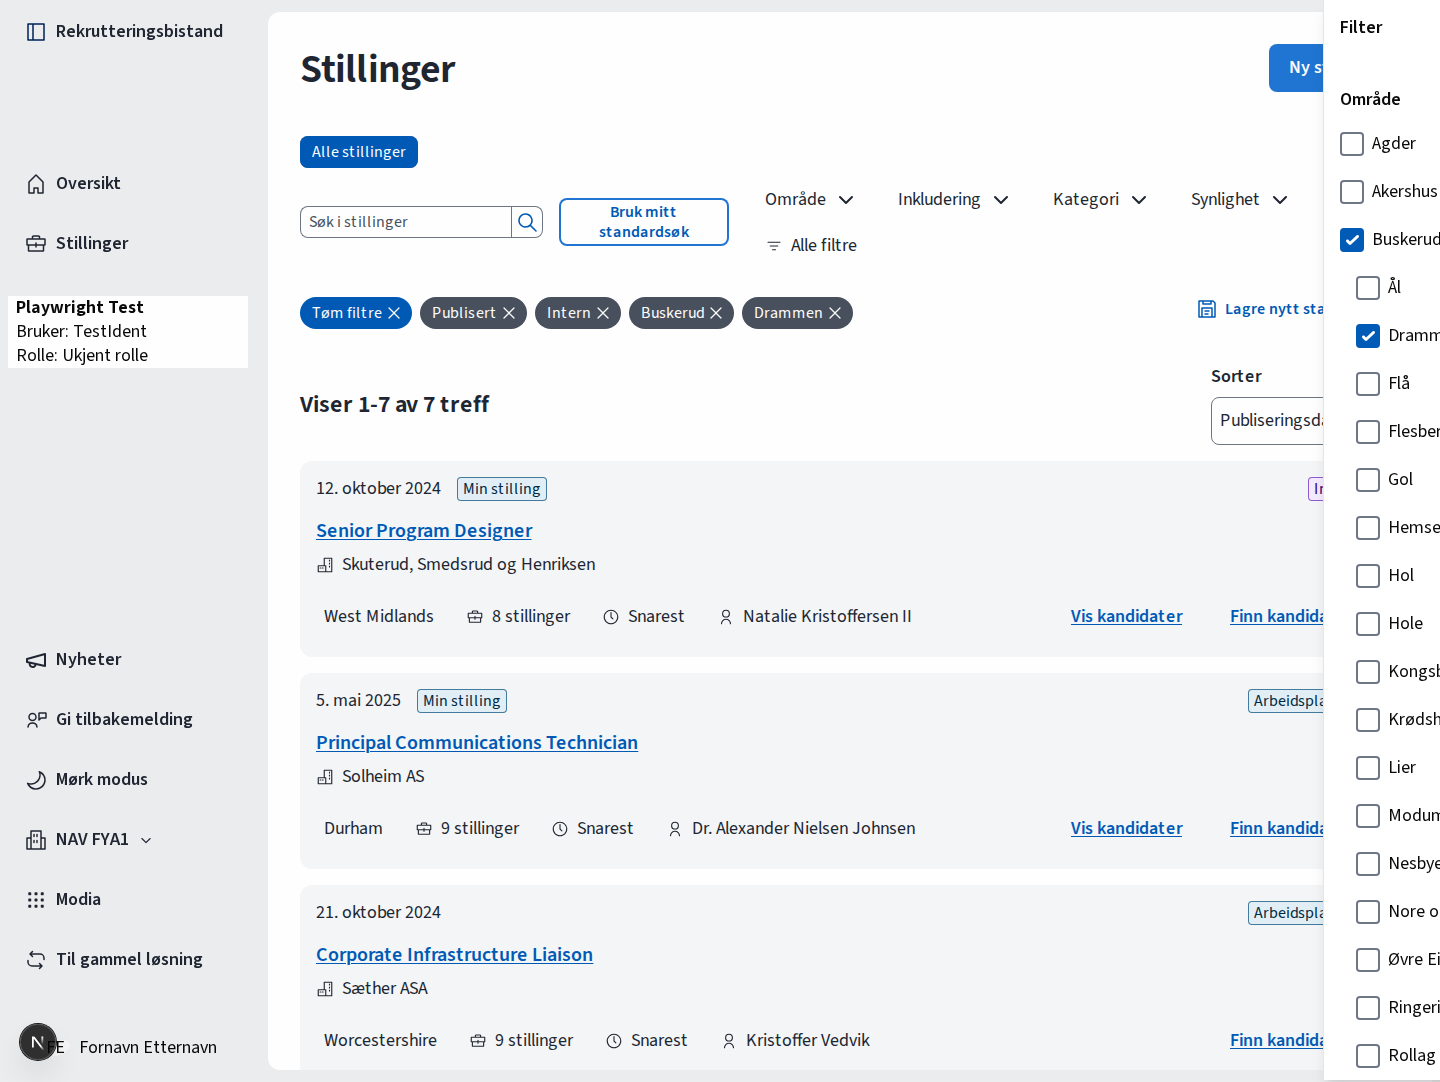 Rekrutteringsbistand
Oversikt
Stillinger
Playwright Test
Bruker: TestIdent
Rolle: Ukjent rolle
Nyheter
Gi tilbakemelding
Mørk modus
NAV FYA1
Modia
Til gammel løsning
Fornavn Etternavn
Stillinger
Ny s
Alle stillinger
Søk i stillinger
Bruk mitt
standardsøk
Område
Inkludering
Kategori
Synlighet
Alle filtre
Tøm filtre
Publisert
Intern
Buskerud
Drammen
Lagre nytt sta
Viser 1-7 av 7 treff
Sorter
Publiseringsda
12. oktober 2024 Min stilling In
Senior Program Designer
Skuterud, Smedsrud og Henriksen
West Midlands 8 stillinger Snarest Natalie Kristoffersen II Vis kandidater Finn kandida
5. mai 2025 Min stilling Arbeidspla
Principal Communications Technician
Solheim AS
Durham 9 stillinger Snarest Dr. Alexander Nielsen Johnsen Vis kandidater Finn kandida
21. oktober 2024 Arbeidspla
Corporate Infrastructure Liaison
Sæther ASA
Worcestershire 9 stillinger Snarest Kristoffer Vedvik Finn kandida
Filter
Område
Agder
Akershus
Buskerud
Ål
Dramm
Flå
Flesber
Gol
Hemse
Hol
Hole
Kongsb
Krødsh
Lier
Modum
Nesbye
Nore o
Øvre Ei
Ringeri
Rollag